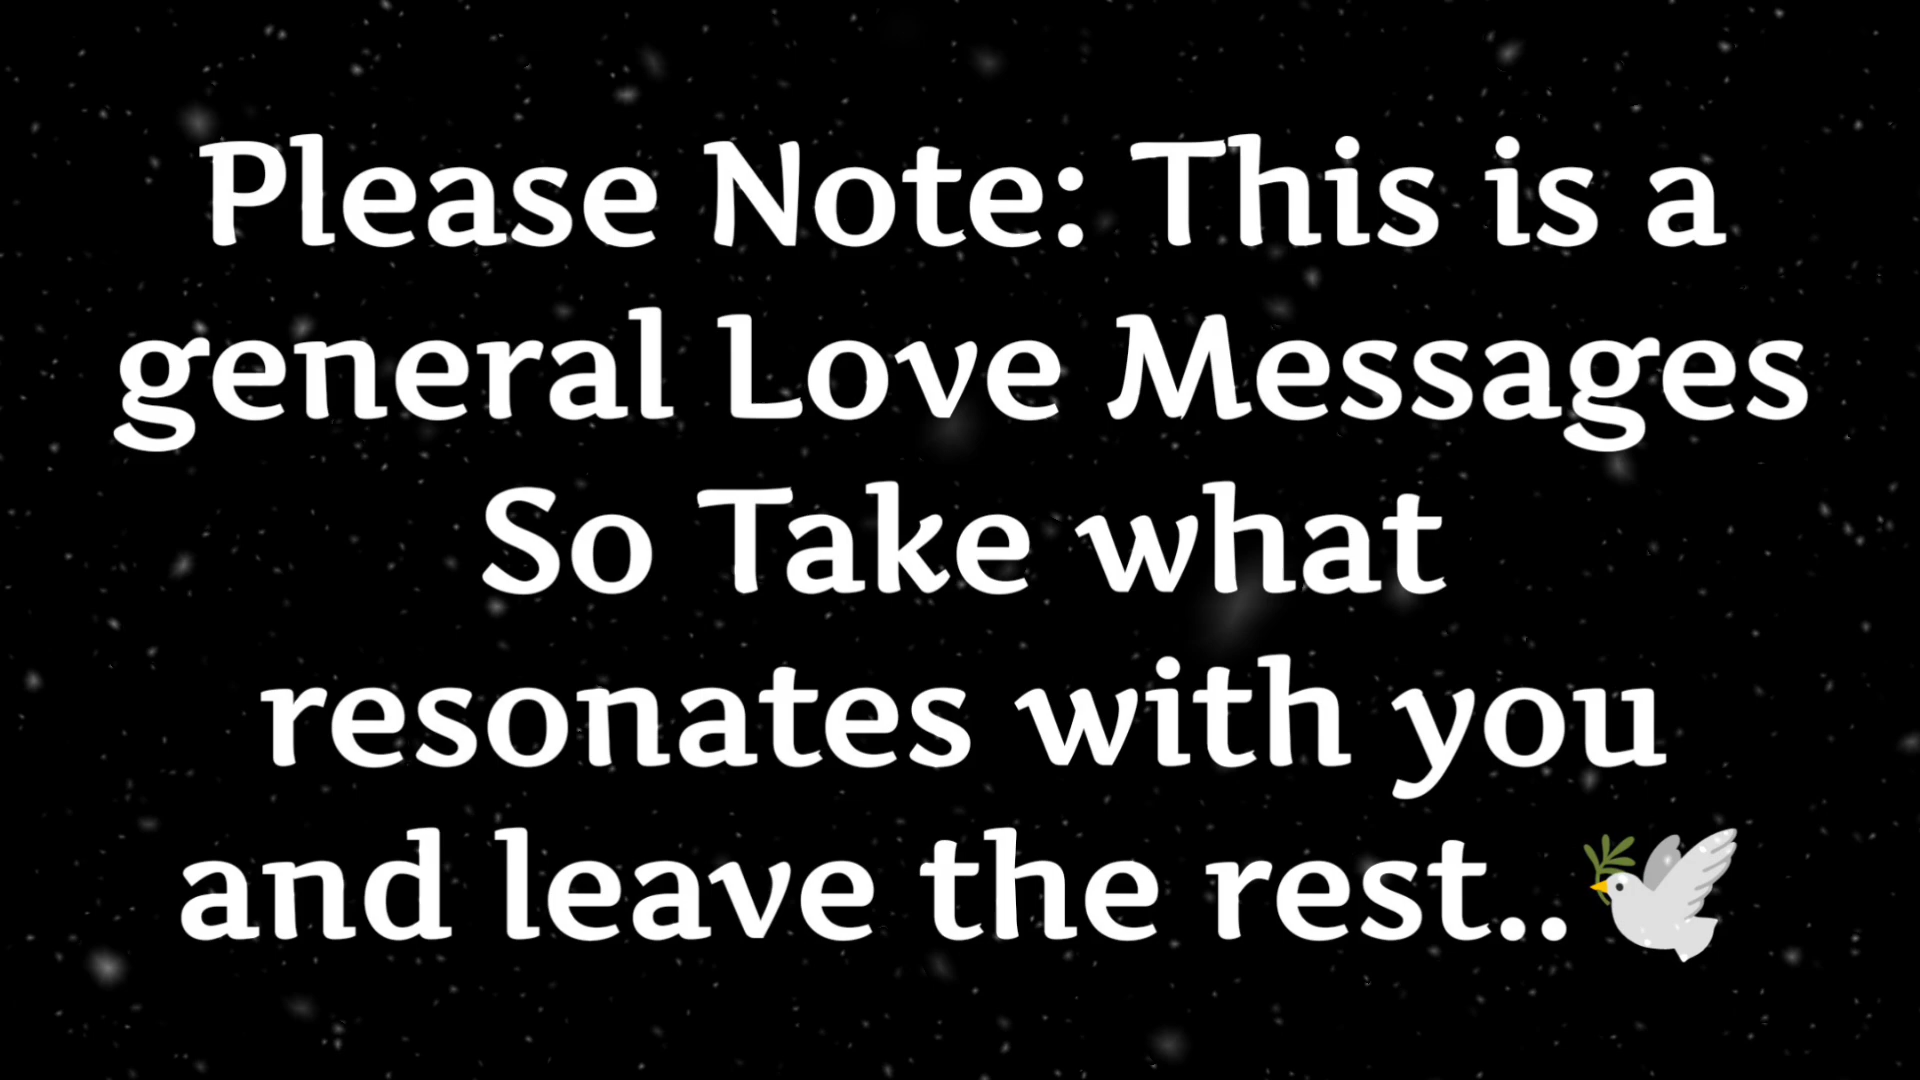 Please Note: This is a
general Love Messages
So Take what
resonates with you
and leave the rest..🕊️